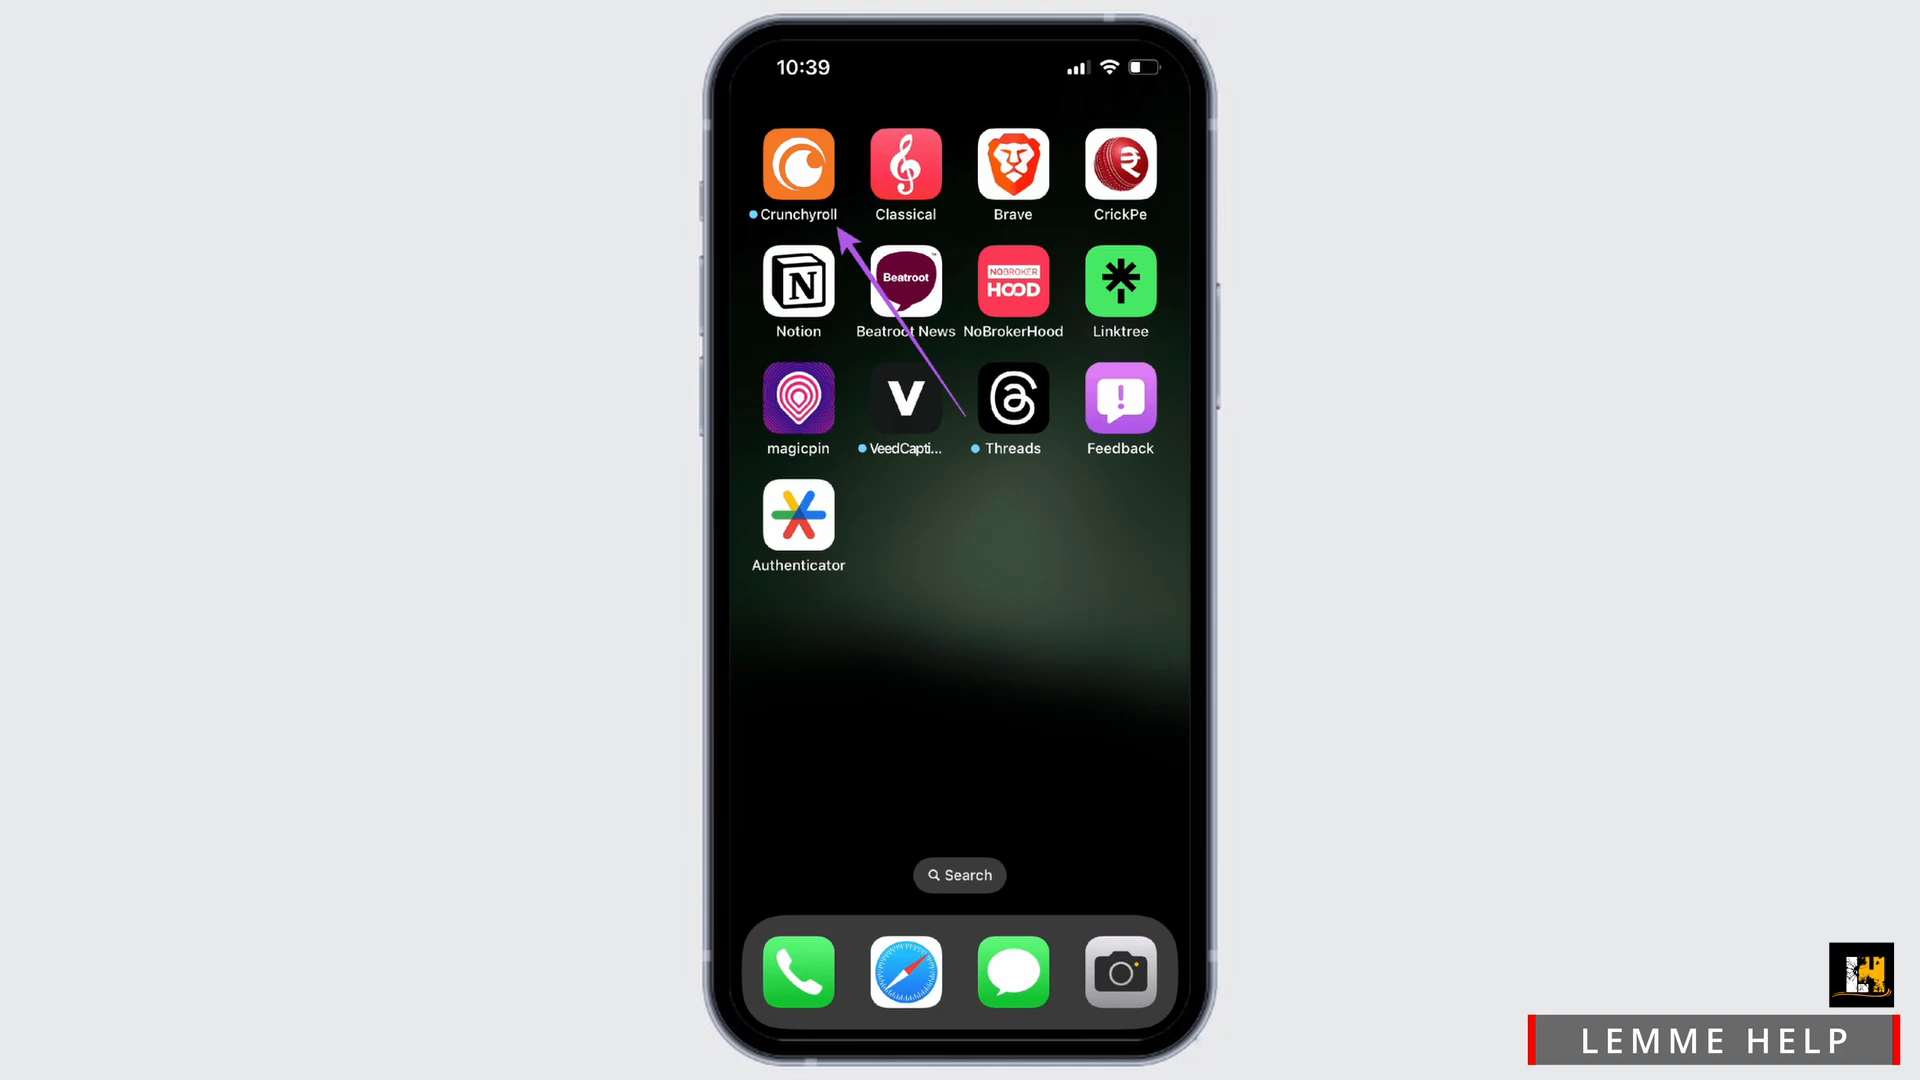 10:39
Crunchyroll Classical Brave CrickPe
Beatroot
NOBROKER
HOOD
Notion Beatroot News NoBrokerHood Linktree
V
magicpin VeedCapti... Threads Feedback
Authenticator
Search
LEMME HELP